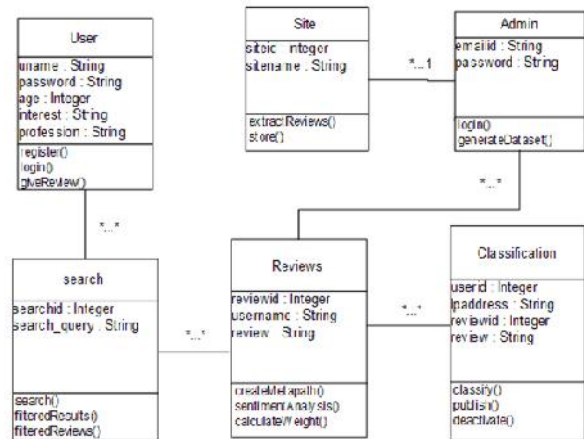 User
uname : String
password : String
age : Integer
interest : String
profession : String
register()
login()
giveReview()
Site
siteid : Integer
sitename : String
extractReviews()
store()
*...1
Admin
emailid : String
password : String
login()
generateDataset()
*...*
*...*
search
searchid : Integer
search_query : String
search()
filteredResults()
filteredReviews()
*...*
Reviews
reviewid : Integer
username : String
review : String
createMetapath()
sentimentAnalysis()
calculateWeight()
*...*
Classification
userid : Integer
ipaddress : String
reviewid : Integer
review : String
classify()
publish()
deactivate()